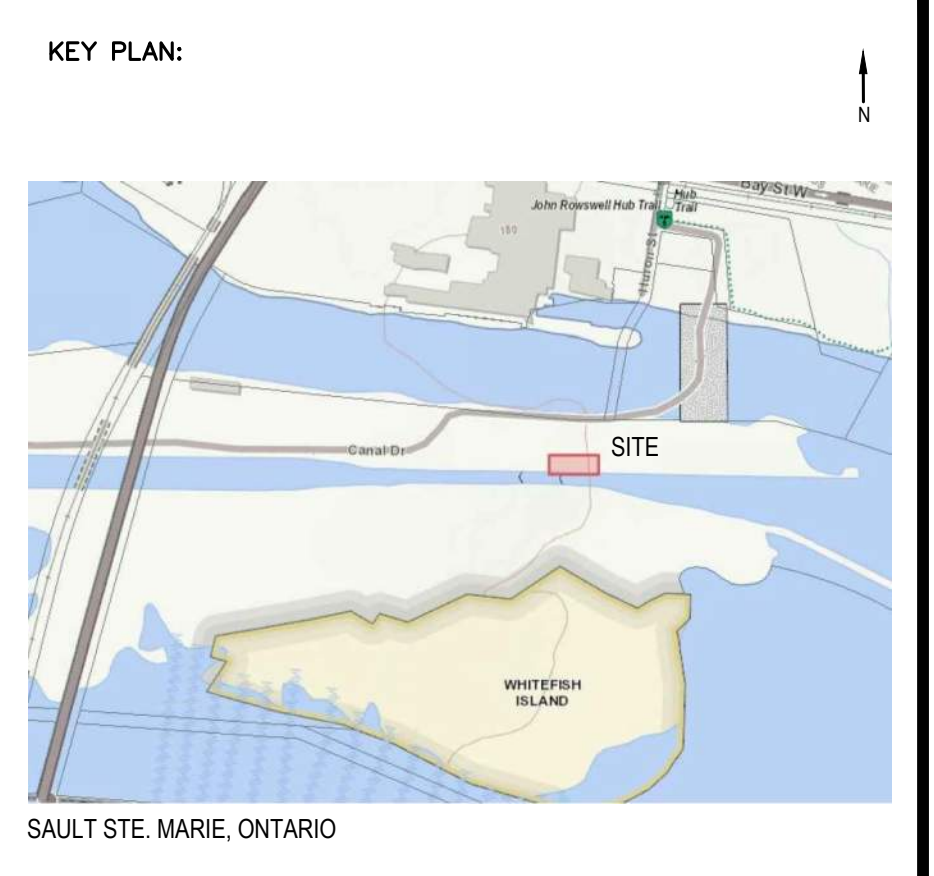 KEY PLAN:
N
Bay St W
Hub
John Rowswell Hub Trail
Trail
180
Huron St
SITE
Canal Dr
WHITEFISH
ISLAND
SAULT STE. MARIE, ONTARIO